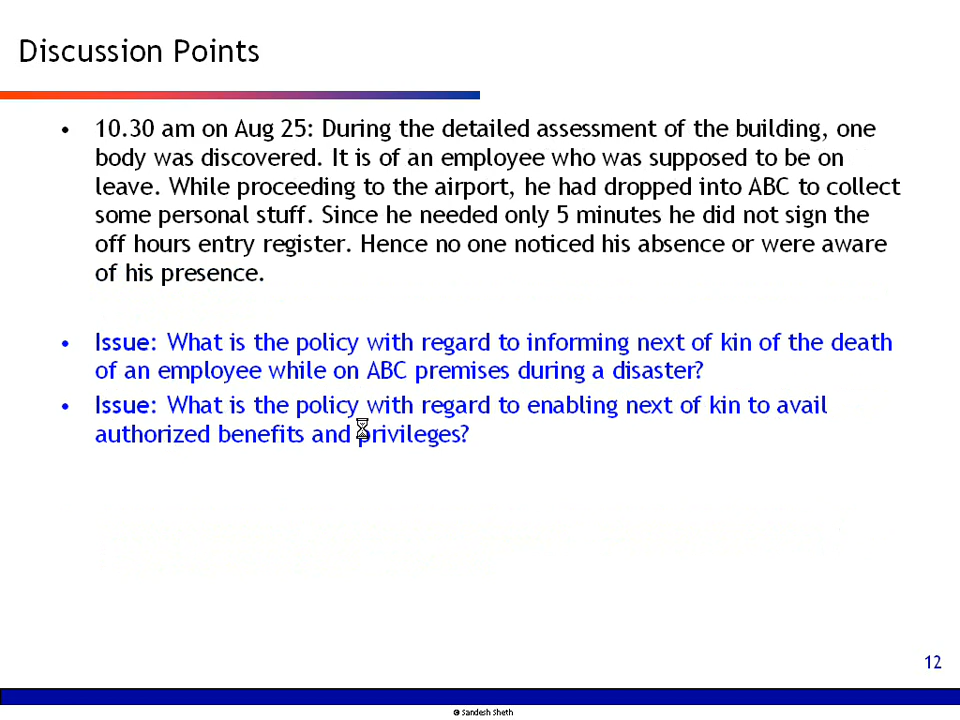 Discussion Points
• 10.30 am on Aug 25: During the detailed assessment of the building, one
body was discovered. It is of an employee who was supposed to be on
leave. While proceeding to the airport, he had dropped into ABC to collect
some personal stuff. Since he needed only 5 minutes he did not sign the
off hours entry register. Hence no one noticed his absence or were aware
of his presence.
• Issue: What is the policy with regard to informing next of kin of the death
of an employee while on ABC premises during a disaster?
• Issue: What is the policy with regard to enabling next of kin to avail
authorized benefits and privileges?
12
© Sandesh Sheth